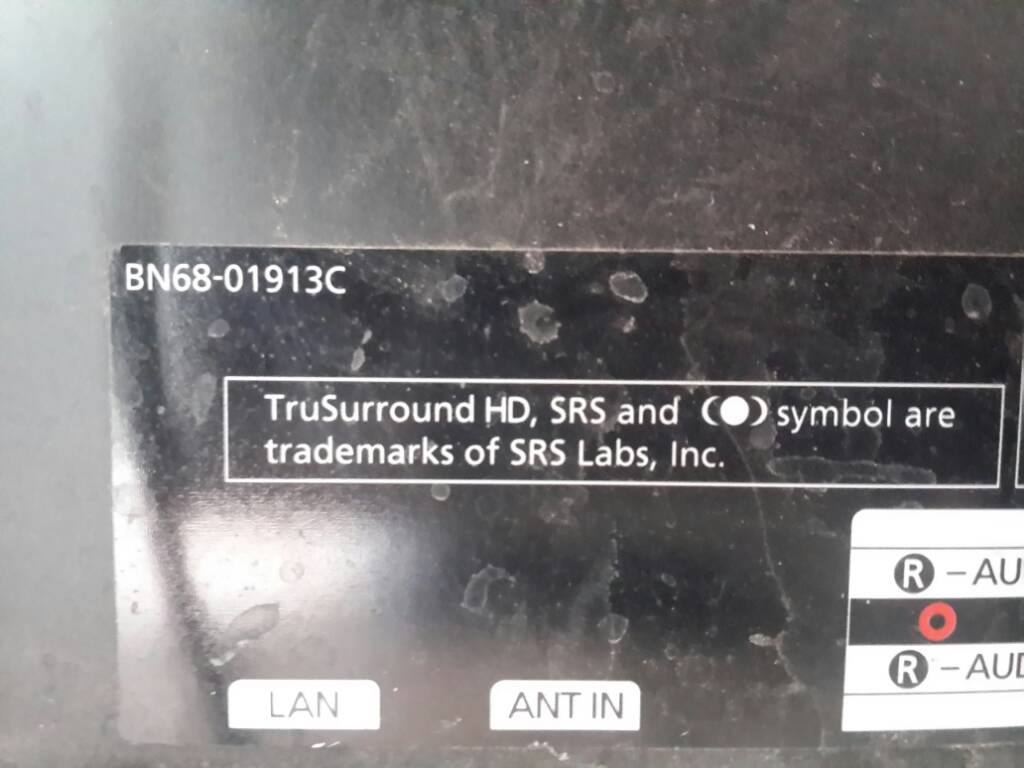 BN68-01913C
TruSurround HD, SRS and (●) symbol are
trademarks of SRS Labs, Inc.
R - AU
R - AUD
LAN
ANT IN